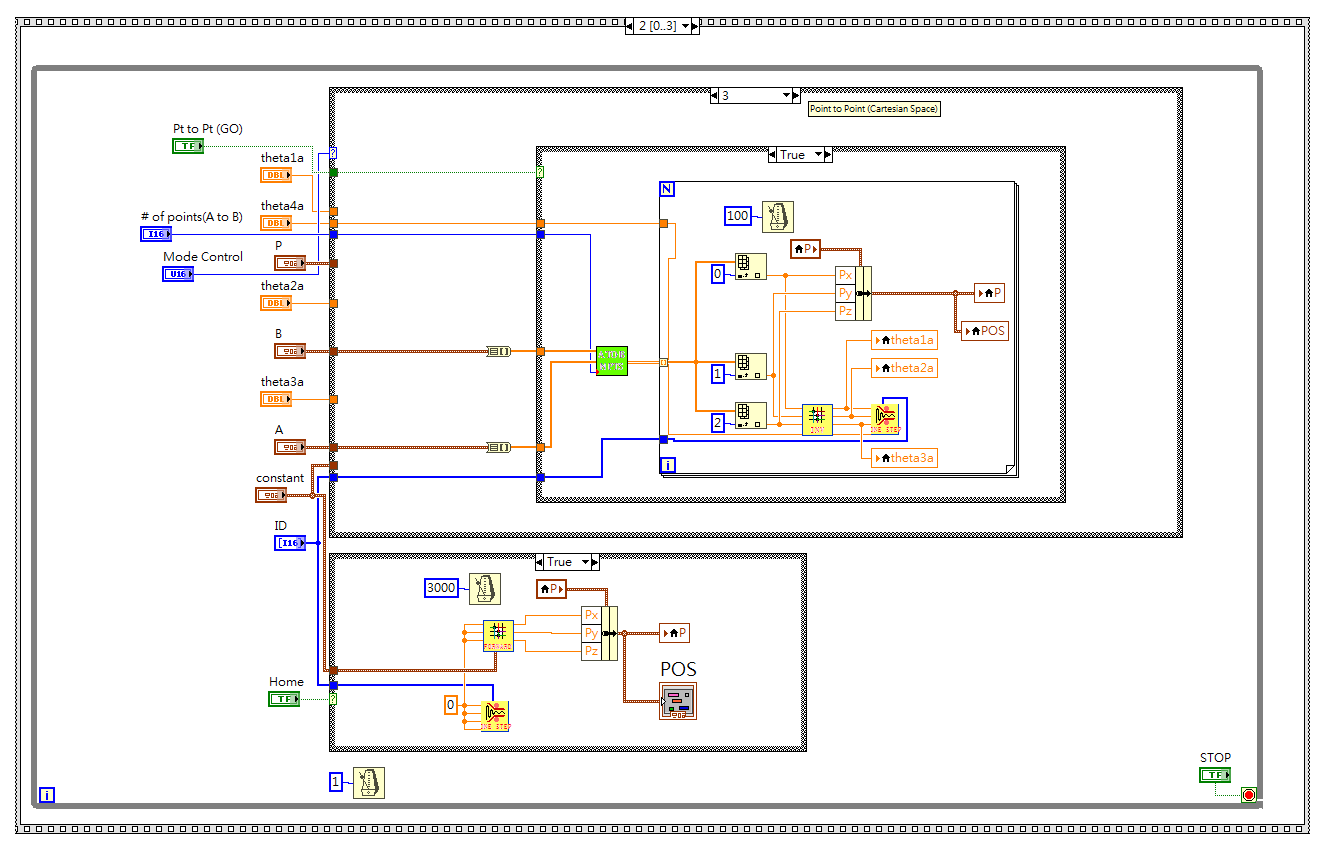 2 [0..3]
3
Point to Point (Cartesian Space)
Pt to Pt (GO)
TF
True
theta1a
DBL
N
theta4a
DBL
100
# of points(A to B)
I16
P
P
Mode Control
U16
0
Px
Py
Pz
P
theta2a
DBL
POS
B
theta1a
1
theta2a
theta3a
DBL
2
INV
ONE STEP
A
theta3a
i
constant
ID
[I16]
True
3000
P
Px
Py
Pz
FORWARD
P
POS
Home
TF
0
ONE STEP
1
STOP
TF
i